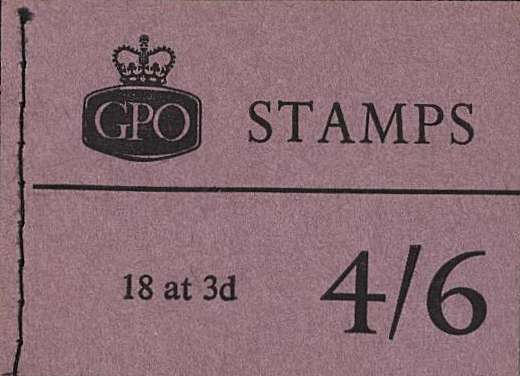 GPO STAMPS
18 at 3d 4/6